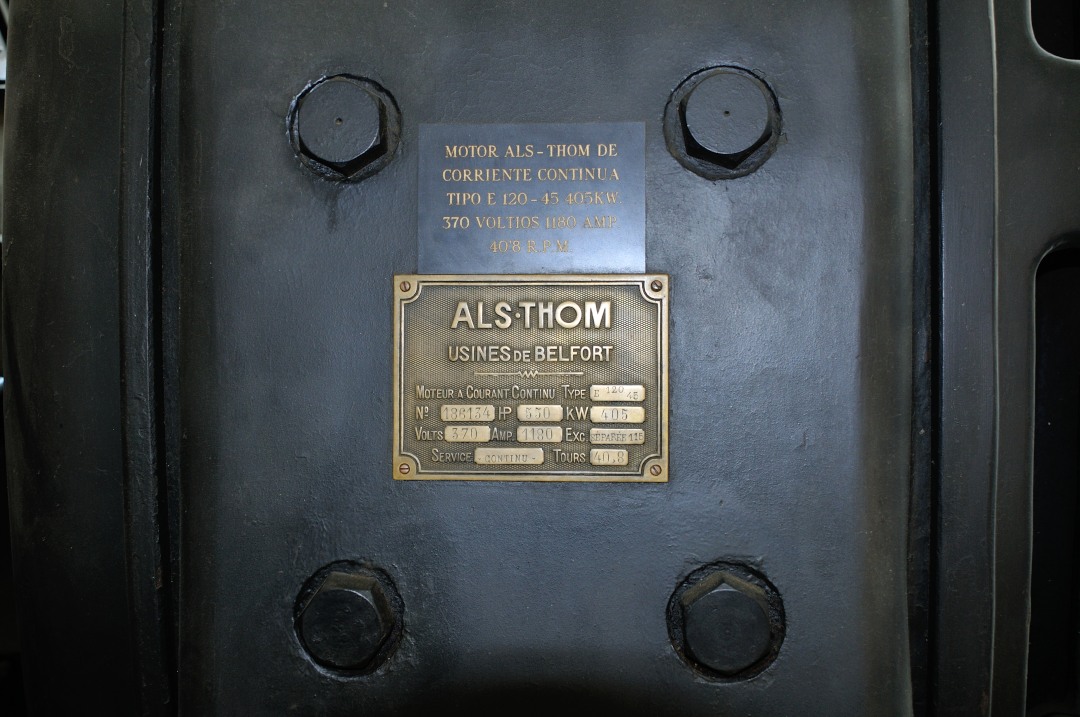 MOTOR ALS-THOM DE
CORRIENTE CONTINUA
TIPO E 120-45 405KW
370 VOLTIOS 1180 AMP
40'8 R.P.M.
ALS·THOM
USINES DE BELFORT
MOTEUR A COURANT CONTINU TYPE E 120 45
Nº 136134 HP 550 KW 405
VOLTS 370 AMP. 1180 EXC. SÉPARÉE 115
SERVICE - CONTINU - TOURS 40,8